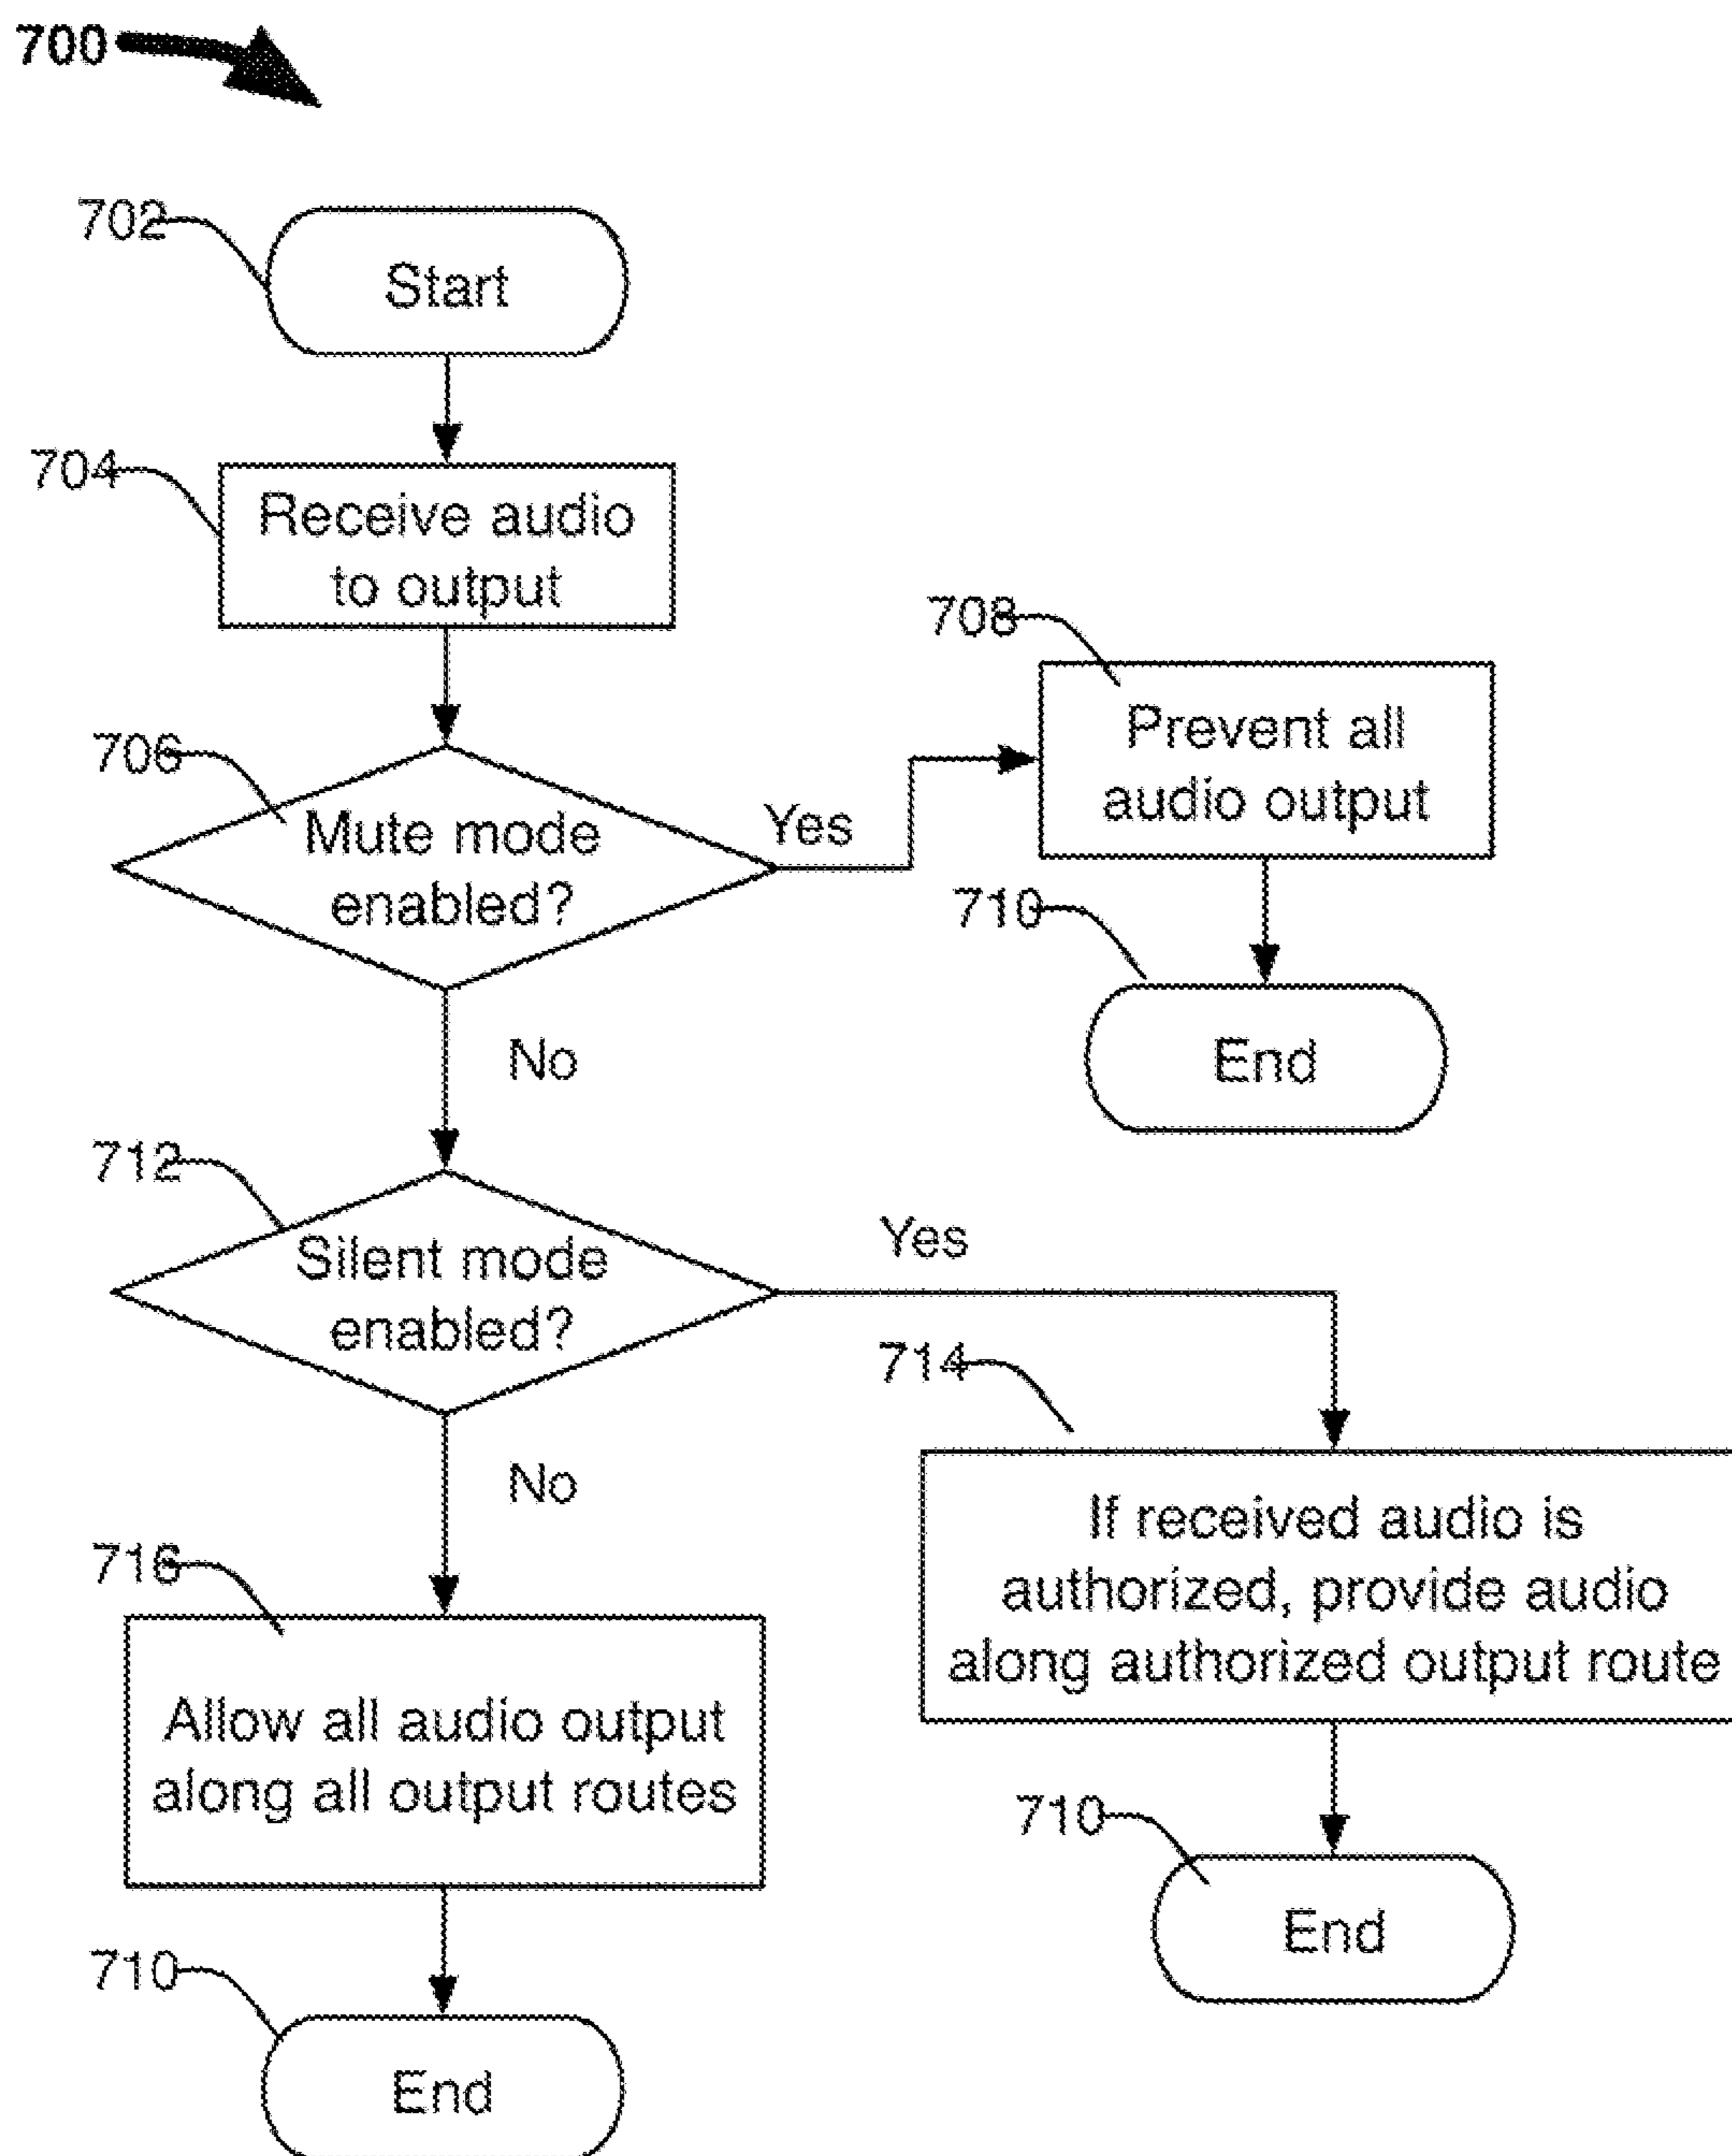 700
702
Start
704
Receive audio
to output
706
Mute mode
enabled?
Yes
708
Prevent all
audio output
710
End
No
712
Silent mode
enabled?
Yes
714
If received audio is
authorized, provide audio
along authorized output route
710
End
No
716
Allow all audio output
along all output routes
710
End